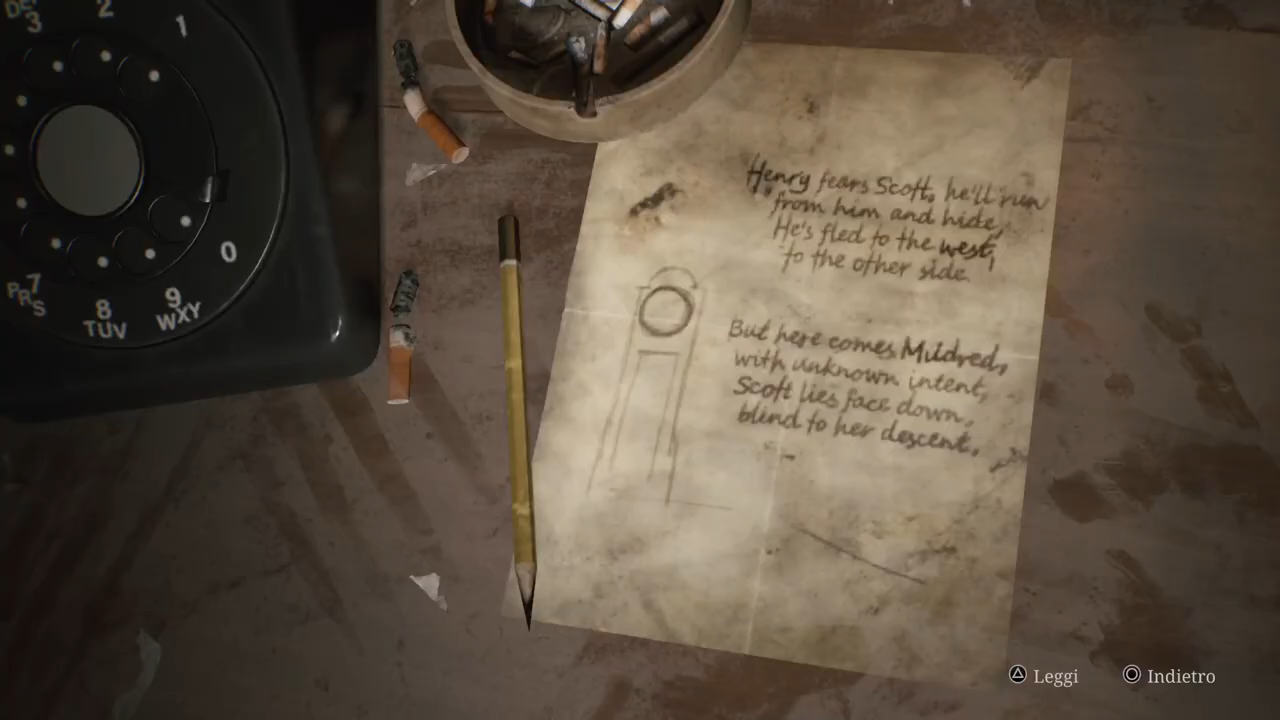 DEF
3
2
1
0
9
WXY
8
TUV
7
PRS
Henry fears Scott, he'll run
from him and hide,
He's fled to the west,
to the other side.
But here comes Mildred,
with unknown intent,
Scott lies face down,
blind to her descent.
Leggi
Indietro